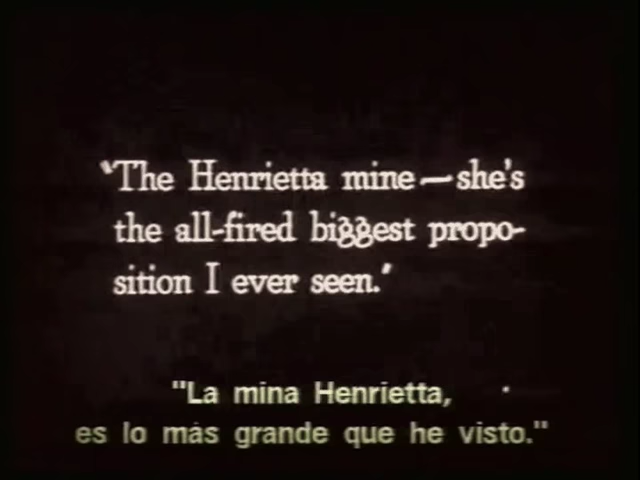 "The Henrietta mine—she's
the all-fired biggest propo-
sition I ever seen."
"La mina Henrietta,
es lo más grande que he visto."